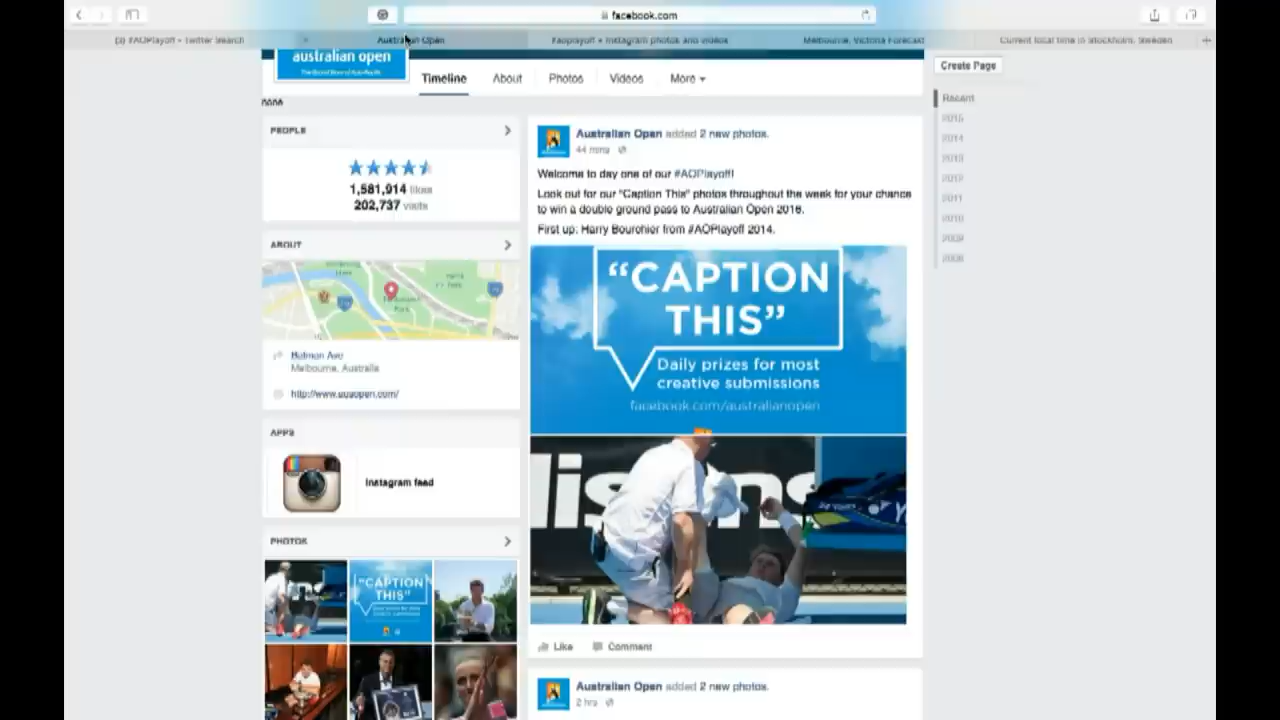 facebook.com
(3) #AOPlayoff - Twitter Search
Australian Open
#aoplayoff • Instagram photos and videos
Melbourne, Victoria Forecast
Current local time in Stockholm, Sweden
australian open
Timeline
About
Photos
Videos
More
Create Page
Recent
2015
2014
2013
2012
2011
2010
2009
2008
PEOPLE
1,581,914 likes
202,737 visits
ABOUT
Batman Ave
Melbourne, Australia
http://www.ausopen.com/
APPS
Instagram feed
PHOTOS
"CAPTION
THIS"
Australian Open added 2 new photos.
44 mins
Welcome to day one of our #AOPlayoff!
Look out for our "Caption This" photos throughout the week for your chance
to win a double ground pass to Australian Open 2016.
First up: Harry Bourchier from #AOPlayoff 2014.
"CAPTION
THIS"
Daily prizes for most
creative submissions
facebook.com/australianopen
Like
Comment
Australian Open added 2 new photos.
2 hrs